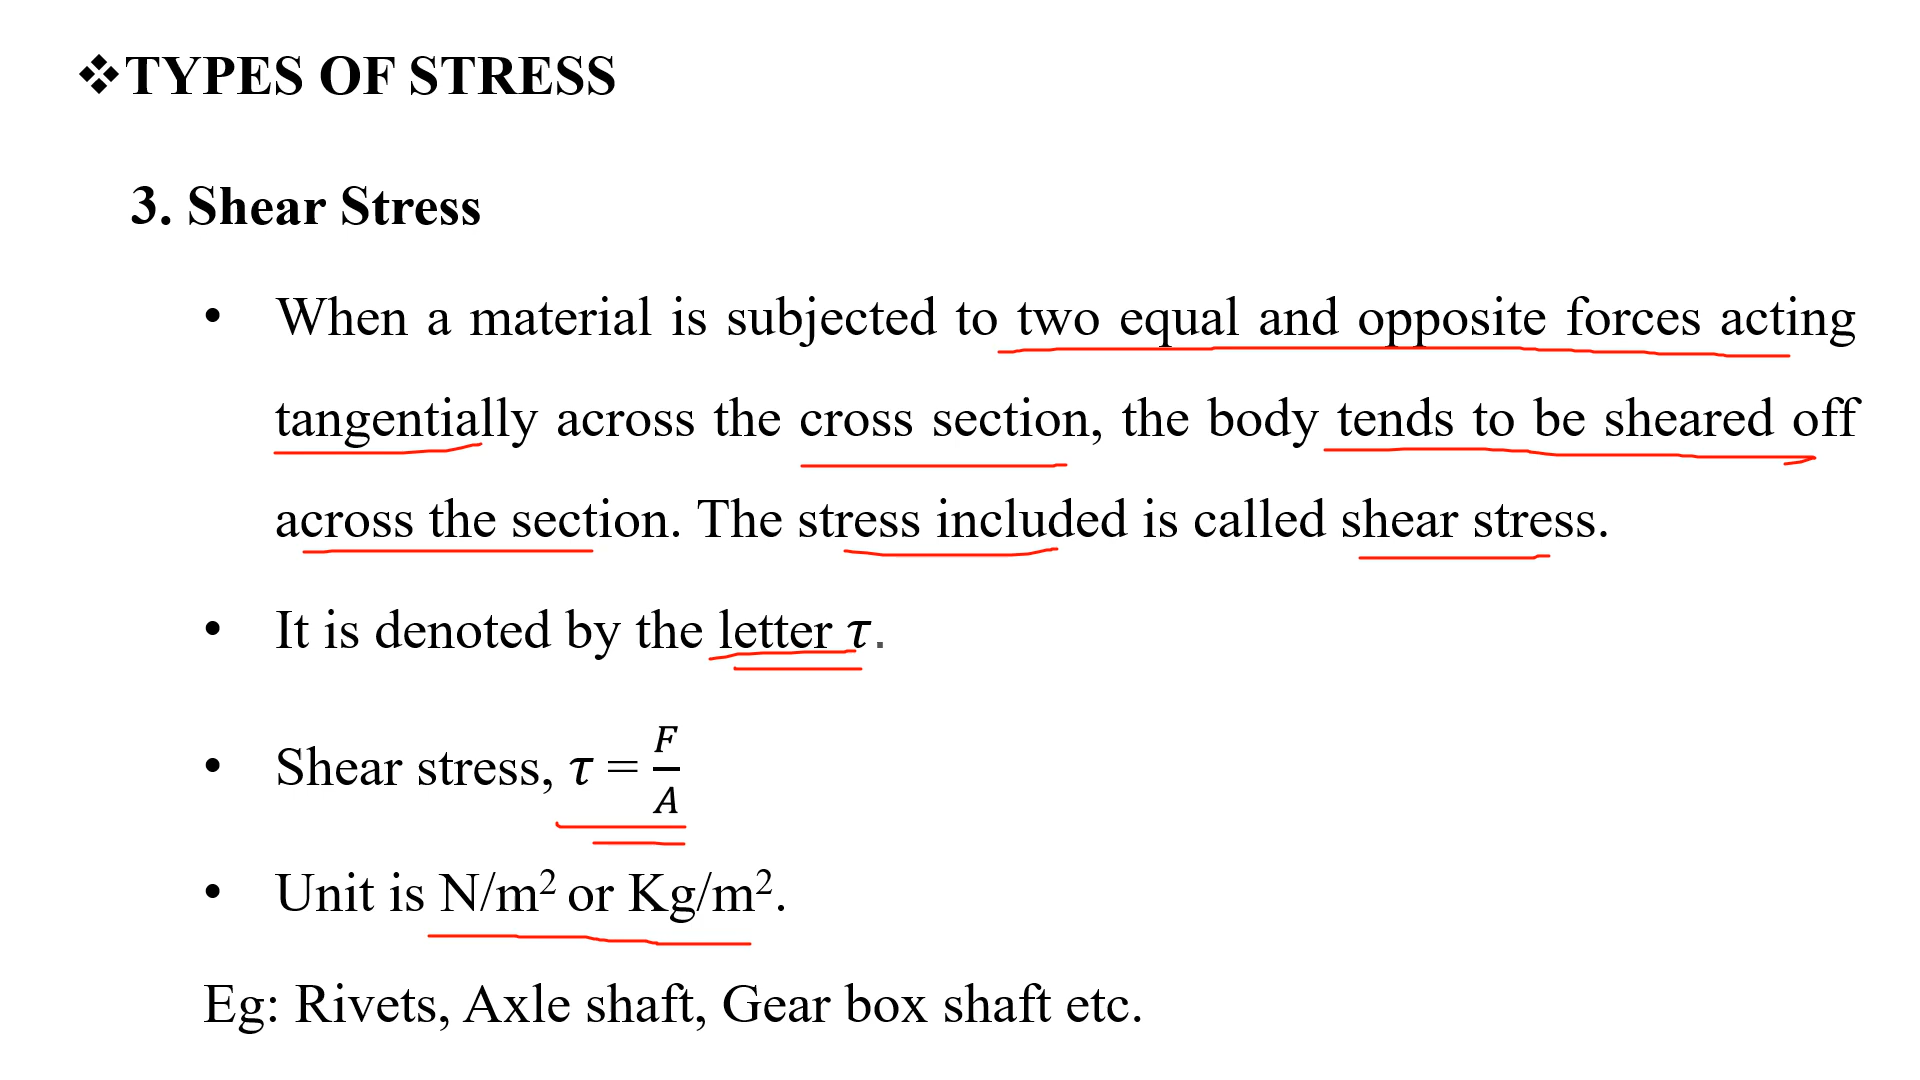 ❖TYPES OF STRESS
3. Shear Stress
• When a material is subjected to two equal and opposite forces acting
tangentially across the cross section, the body tends to be sheared off
across the section. The stress included is called shear stress.
• It is denoted by the letter τ.
• Shear stress, τ = F/A
• Unit is N/m² or Kg/m².
Eg: Rivets, Axle shaft, Gear box shaft etc.